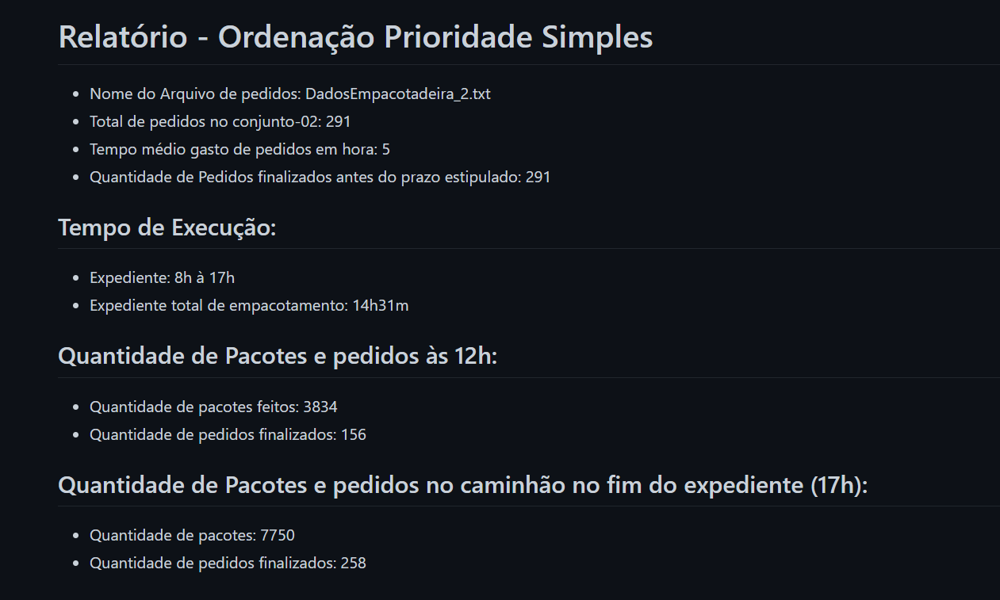 Relatório - Ordenação Prioridade Simples
Nome do Arquivo de pedidos: DadosEmpacotadeira_2.txt
Total de pedidos no conjunto-02: 291
Tempo médio gasto de pedidos em hora: 5
Quantidade de Pedidos finalizados antes do prazo estipulado: 291
Tempo de Execução:
Expediente: 8h à 17h
Expediente total de empacotamento: 14h31m
Quantidade de Pacotes e pedidos às 12h:
Quantidade de pacotes feitos: 3834
Quantidade de pedidos finalizados: 156
Quantidade de Pacotes e pedidos no caminhão no fim do expediente (17h):
Quantidade de pacotes: 7750
Quantidade de pedidos finalizados: 258